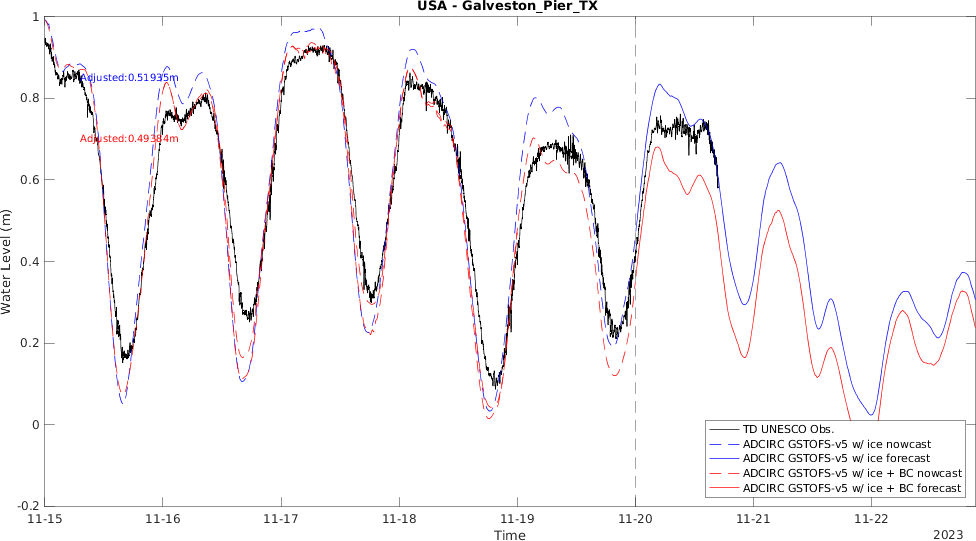 USA - Galveston_Pier_TX
1
0.8
0.6
0.4
0.2
0
-0.2
Water Level (m)
Adjusted:0.51935m
Adjusted:0.49384m
TD UNESCO Obs.
ADCIRC GSTOFS-v5 w/ ice nowcast
ADCIRC GSTOFS-v5 w/ ice forecast
ADCIRC GSTOFS-v5 w/ ice + BC nowcast
ADCIRC GSTOFS-v5 w/ ice + BC forecast
11-15 11-16 11-17 11-18 11-19 11-20 11-21 11-22
Time
2023